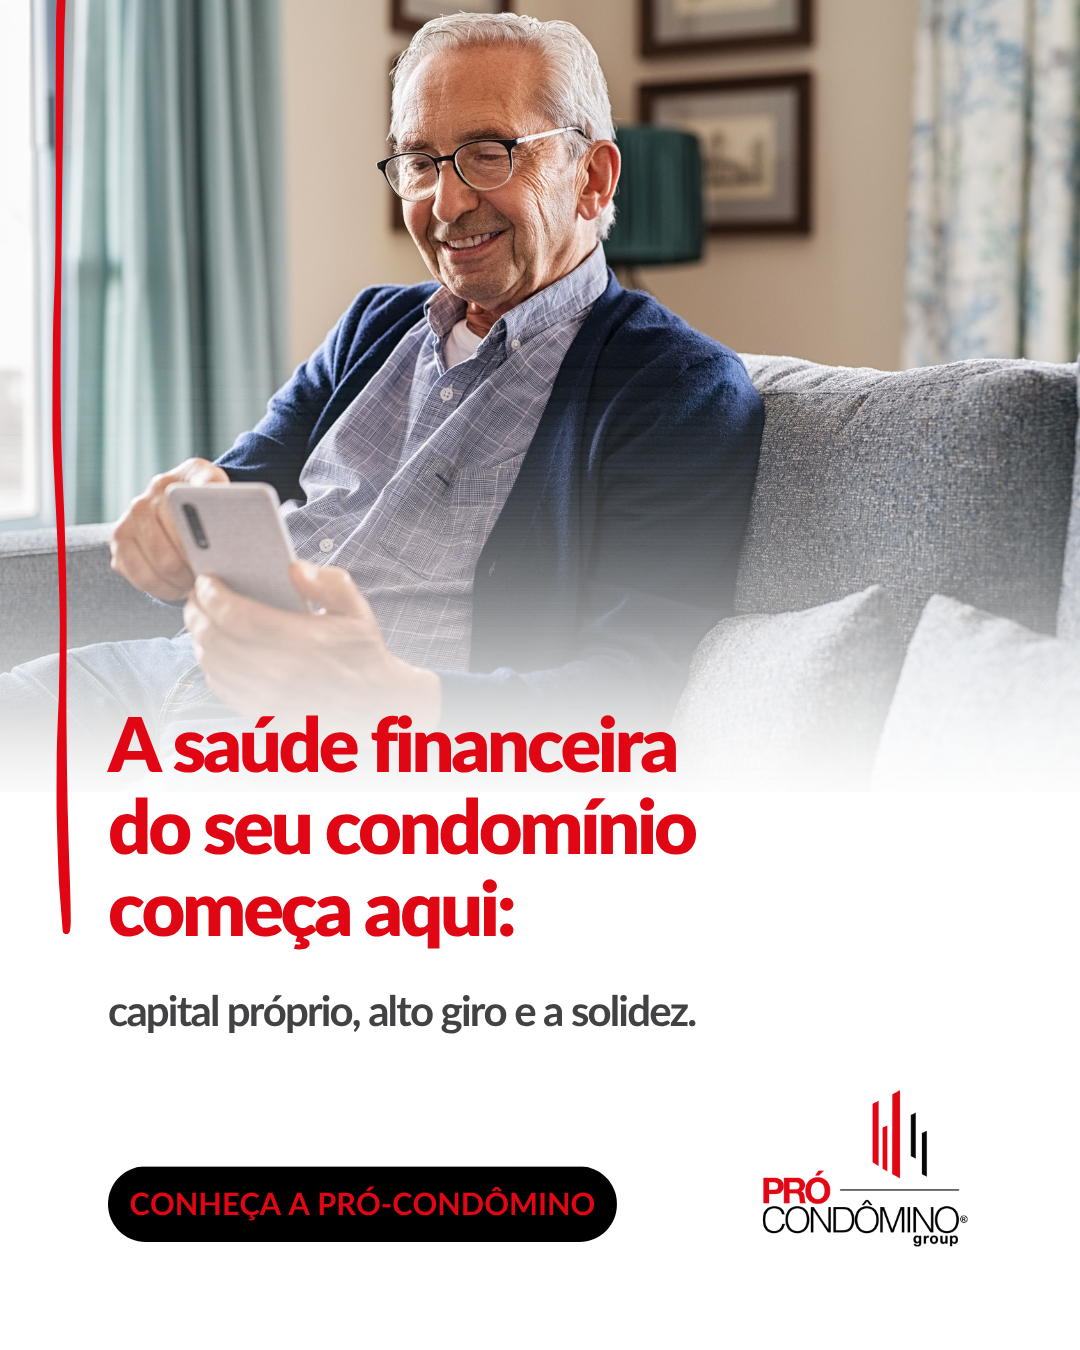 A saúde financeira
do seu condomínio
começa aqui:
capital próprio, alto giro e a solidez.
CONHEÇA A PRÓ-CONDÔMINO
PRÓ
CONDÔMINO®
group